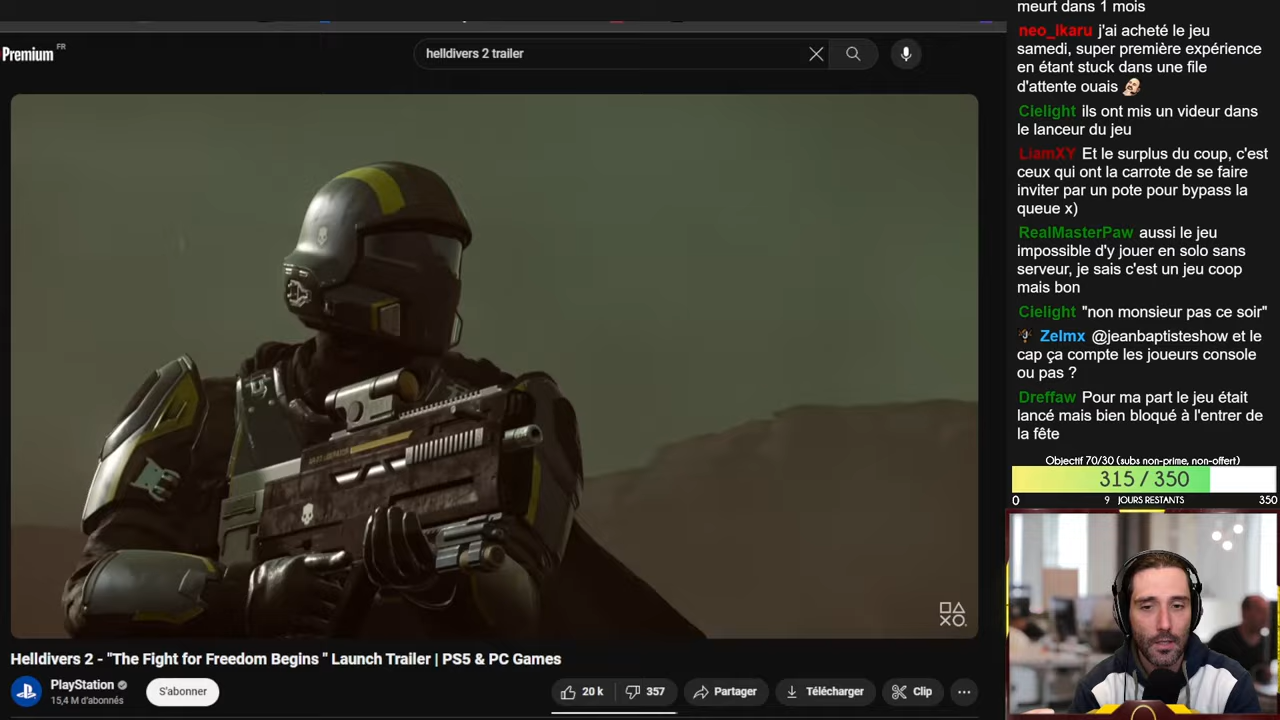 Premium FR
helldivers 2 trailer
Helldivers 2 - "The Fight for Freedom Begins " Launch Trailer | PS5 & PC Games
PlayStation
15,4 M d'abonnés
S'abonner
20 k
357
Partager
Télécharger
Clip
meurt dans 1 mois
neo_ikaru j'ai acheté le jeu
samedi, super première expérience
en étant stuck dans une file
d'attente ouais
Cielight ils ont mis un videur dans
le lanceur du jeu
LiamXY Et le surplus du coup, c'est
ceux qui ont la carotte de se faire
inviter par un pote pour bypass la
queue x)
RealMasterPaw aussi le jeu
impossible d'y jouer en solo sans
serveur, je sais c'est un jeu coop
mais bon
Cielight "non monsieur pas ce soir"
Zelmx @jeanbaptisteshow et le
cap ça compte les joueurs console
ou pas ?
Dreffaw Pour ma part le jeu était
lancé mais bien bloqué à l'entrer de
la fête
Objectif 70/30 (subs non-prime, non-offert)
315 / 350
0 9 JOURS RESTANTS 350